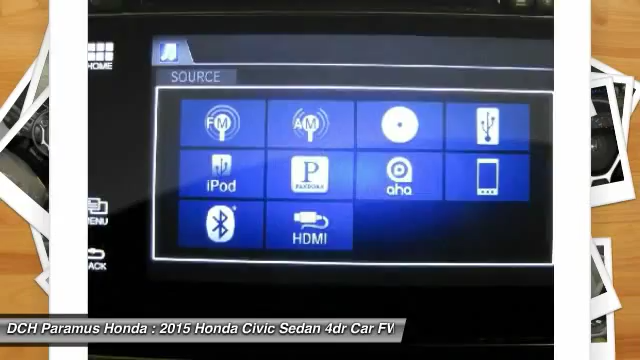 HOME
SOURCE
FM
AM
iPod
P
PANDORA
aha
MENU
HDMI
BACK
DCH Paramus Honda : 2015 Honda Civic Sedan 4dr Car FV